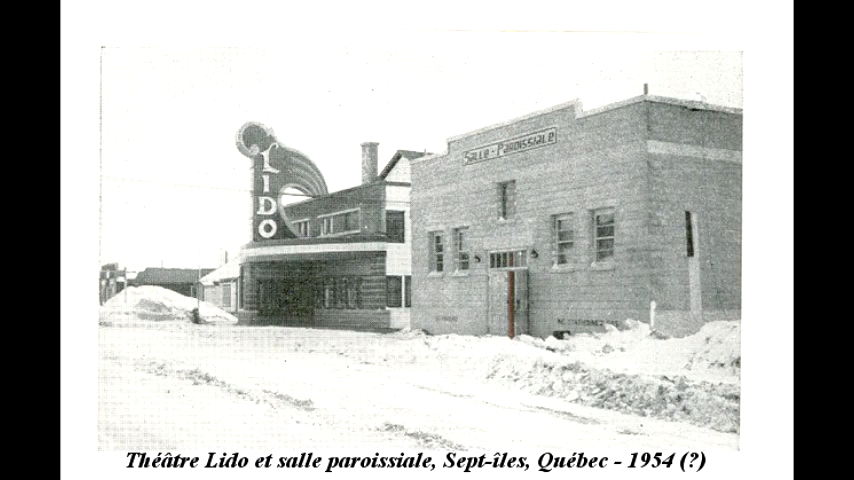 LIDO
Salle - Paroissiale
Théâtre Lido et salle paroissiale, Sept-îles, Québec - 1954 (?)